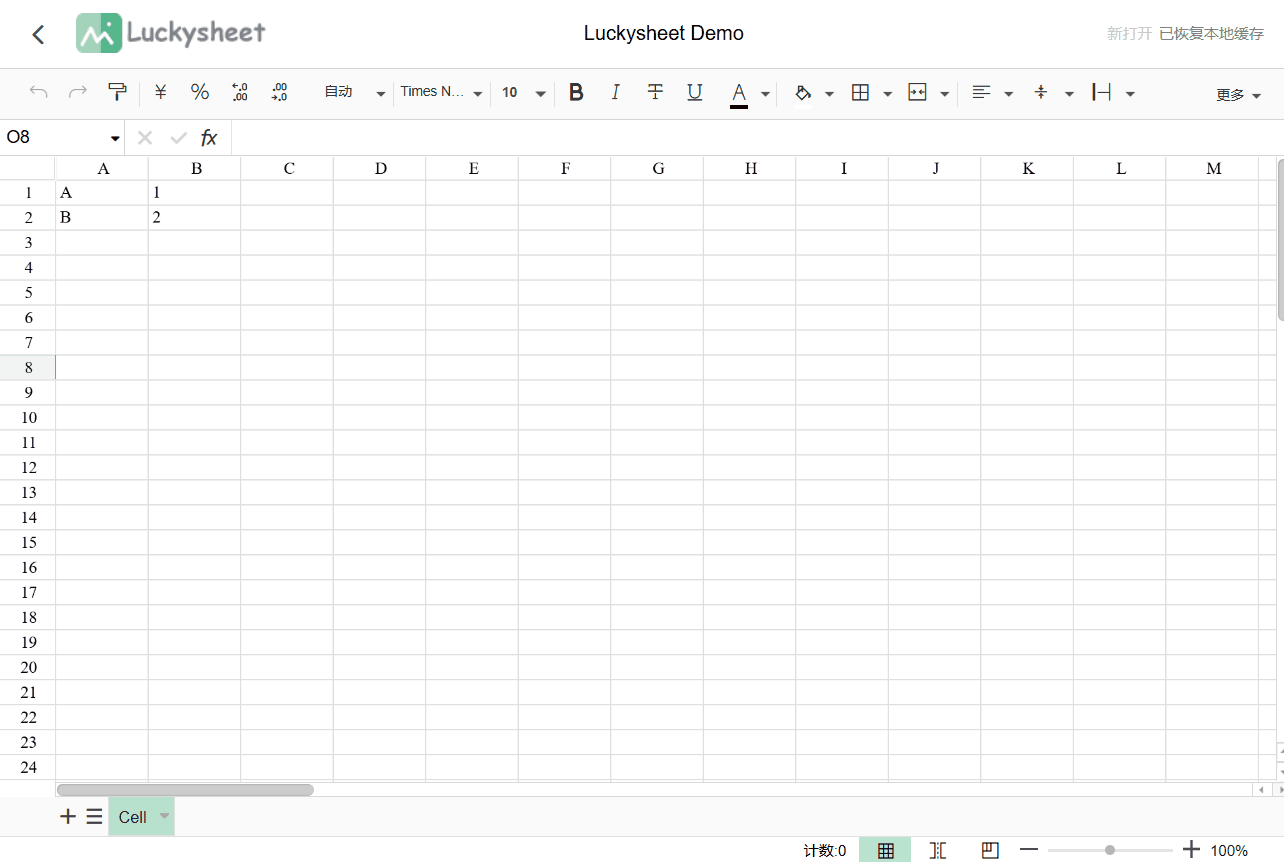 Luckysheet
Luckysheet Demo
新打开 已恢复本地缓存
¥ % .0 .00 .00 .0 自动 Times N... 10 B I T U A 更多
O8 fx
A B C D E F G H I J K L M
1 A 1
2 B 2
3
4
5
6
7
8
9
10
11
12
13
14
15
16
17
18
19
20
21
22
23
24
Cell
计数:0 100%